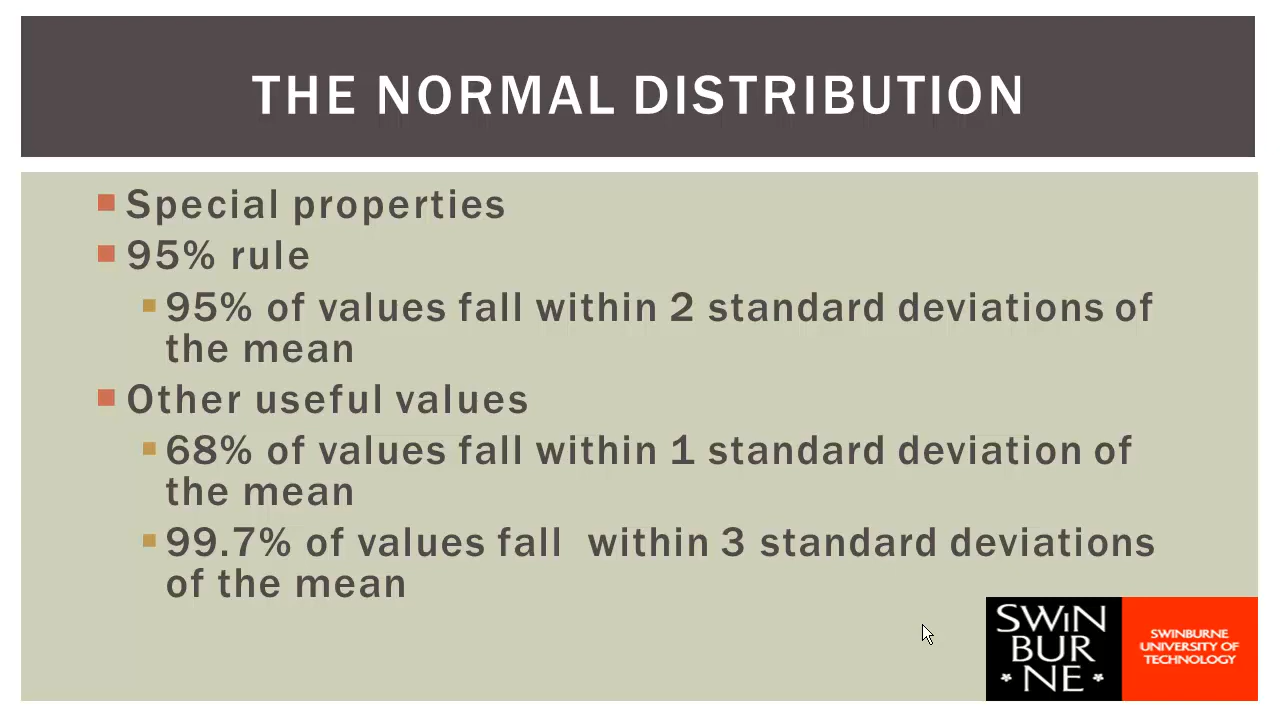 THE NORMAL DISTRIBUTION
Special properties
95% rule
95% of values fall within 2 standard deviations of
the mean
Other useful values
68% of values fall within 1 standard deviation of
the mean
99.7% of values fall  within 3 standard deviations
of the mean
SWIN
BUR
NE
SWINBURNE
UNIVERSITY OF
TECHNOLOGY